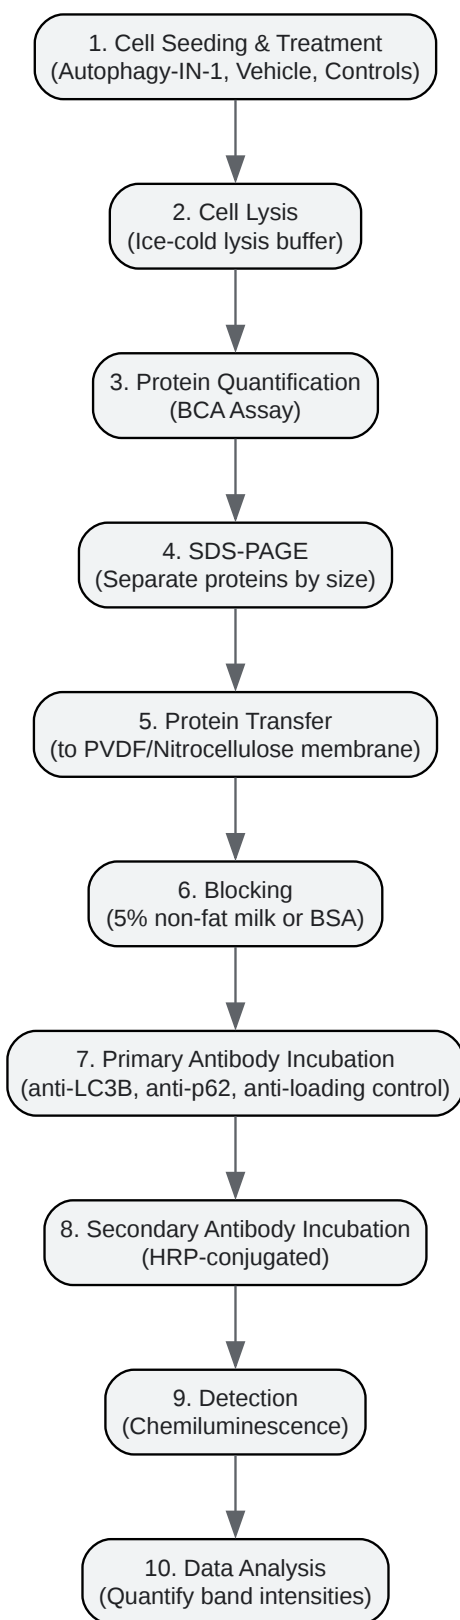 1. Cell Seeding & Treatment
(Autophagy-IN-1, Vehicle, Controls)
2. Cell Lysis
(Ice-cold lysis buffer)
3. Protein Quantification
(BCA Assay)
4. SDS-PAGE
(Separate proteins by size)
5. Protein Transfer
(to PVDF/Nitrocellulose membrane)
6. Blocking
(5% non-fat milk or BSA)
7. Primary Antibody Incubation
(anti-LC3B, anti-p62, anti-loading control)
8. Secondary Antibody Incubation
(HRP-conjugated)
9. Detection
(Chemiluminescence)
10. Data Analysis
(Quantify band intensities)